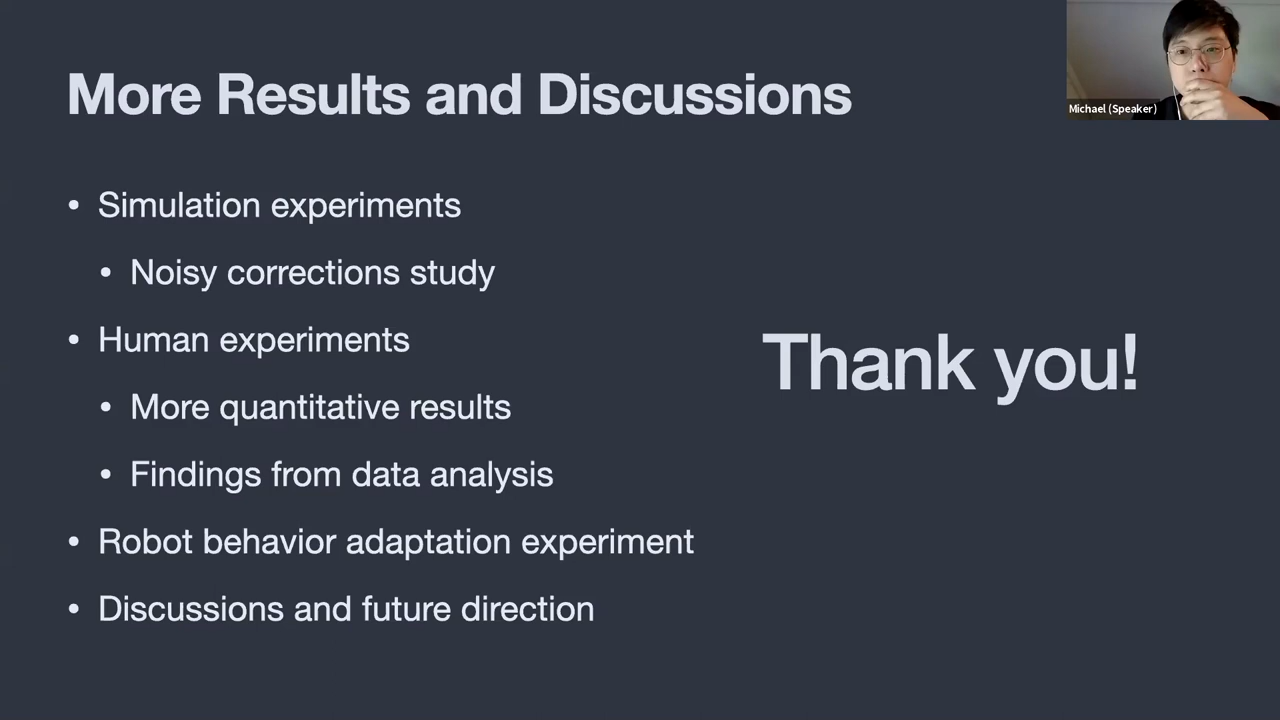 More Results and Discussions
Michael (Speaker)
• Simulation experiments
• Noisy corrections study
• Human experiments
• More quantitative results
• Findings from data analysis
• Robot behavior adaptation experiment
• Discussions and future direction
Thank you!